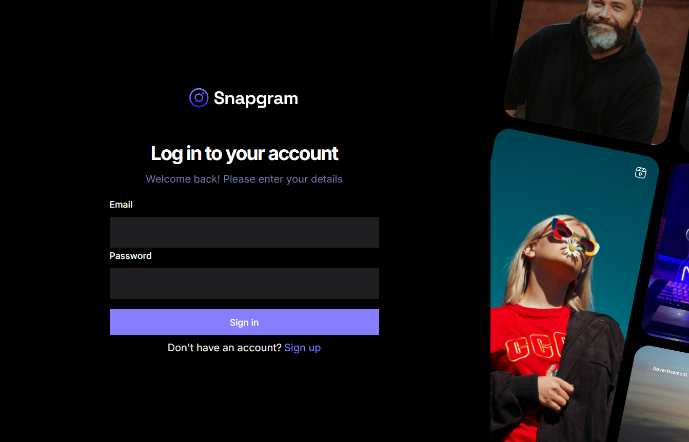 Snapgram
Log in to your account
Welcome back! Please enter your details
Email
Password
Sign in
Don't have an account? Sign up
Advertisement